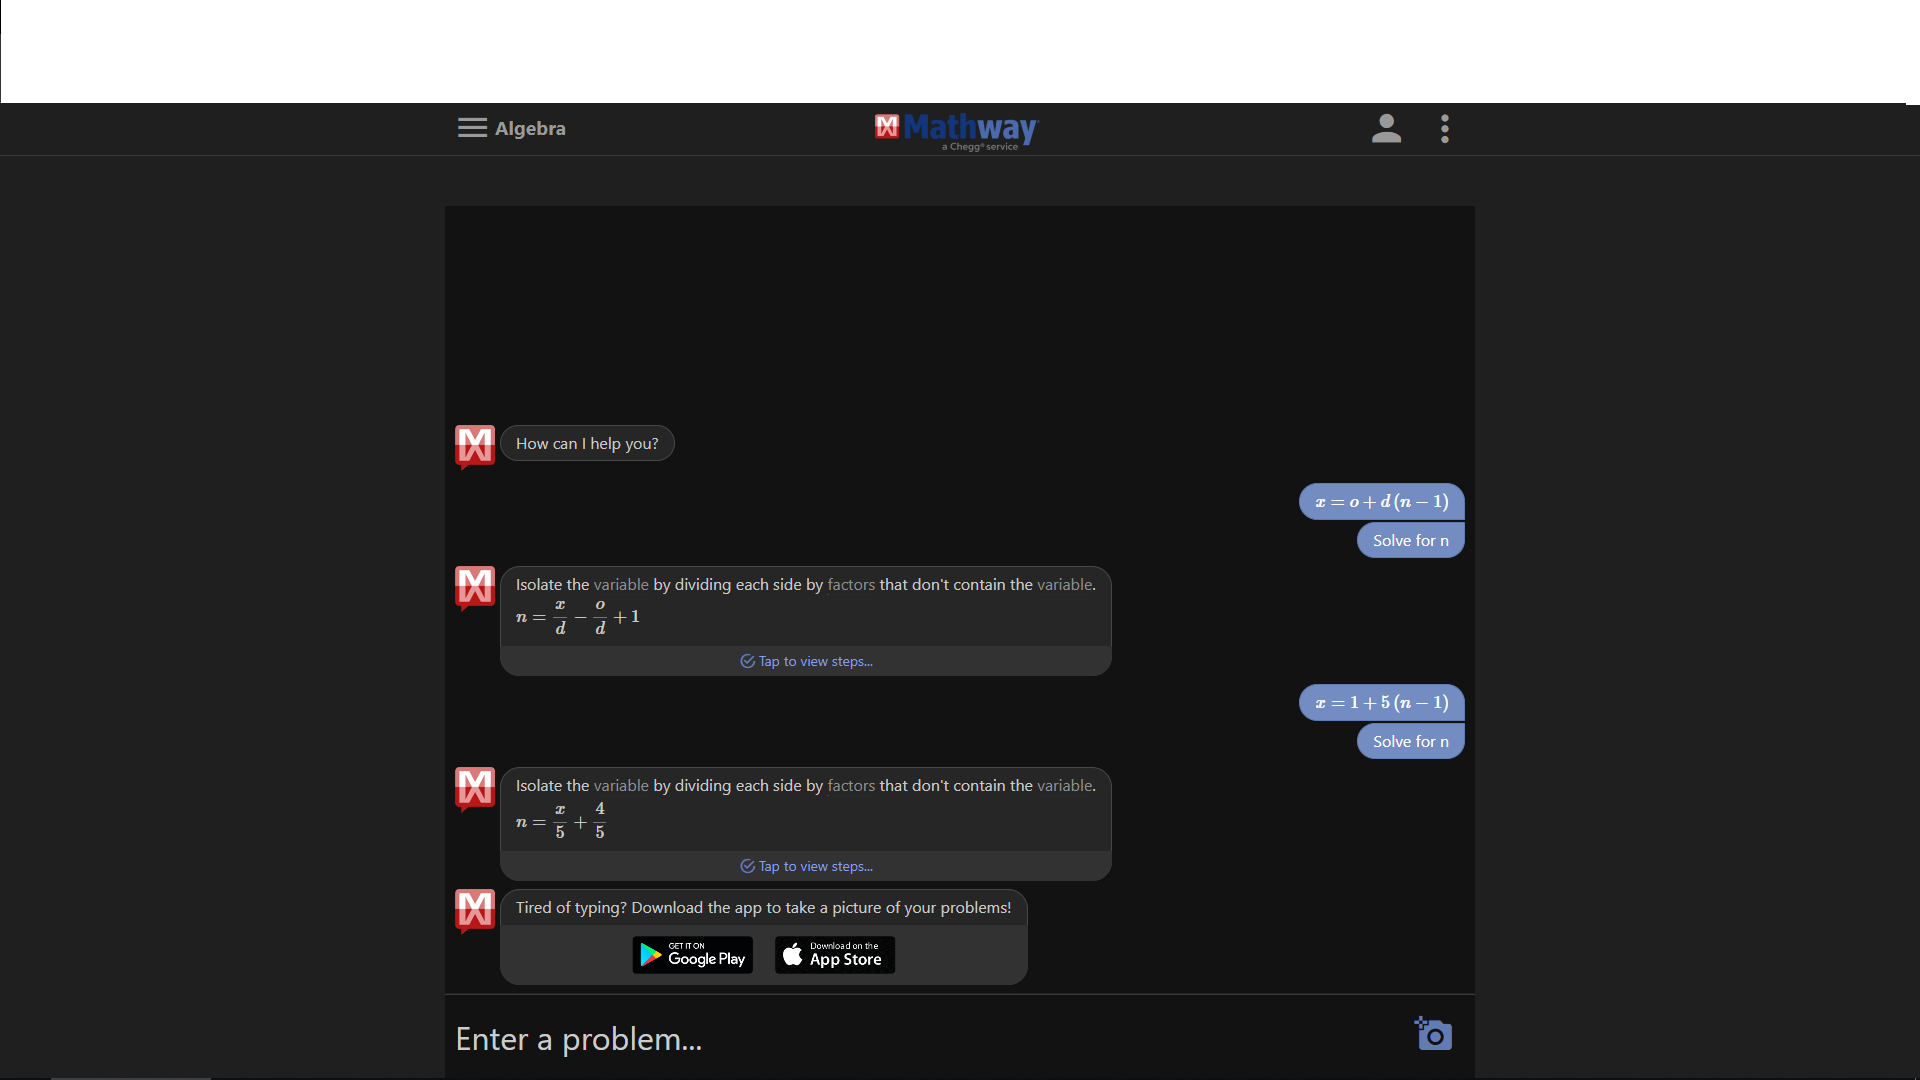 Algebra
Mathway
a Chegg® service
How can I help you?
x = o + d (n − 1)
Solve for n
Isolate the variable by dividing each side by factors that don't contain the variable.
n = x/d − o/d + 1
Tap to view steps...
x = 1 + 5 (n − 1)
Solve for n
Isolate the variable by dividing each side by factors that don't contain the variable.
n = x/5 + 4/5
Tap to view steps...
Tired of typing? Download the app to take a picture of your problems!
GET IT ON
Google Play
Download on the
App Store
Enter a problem...